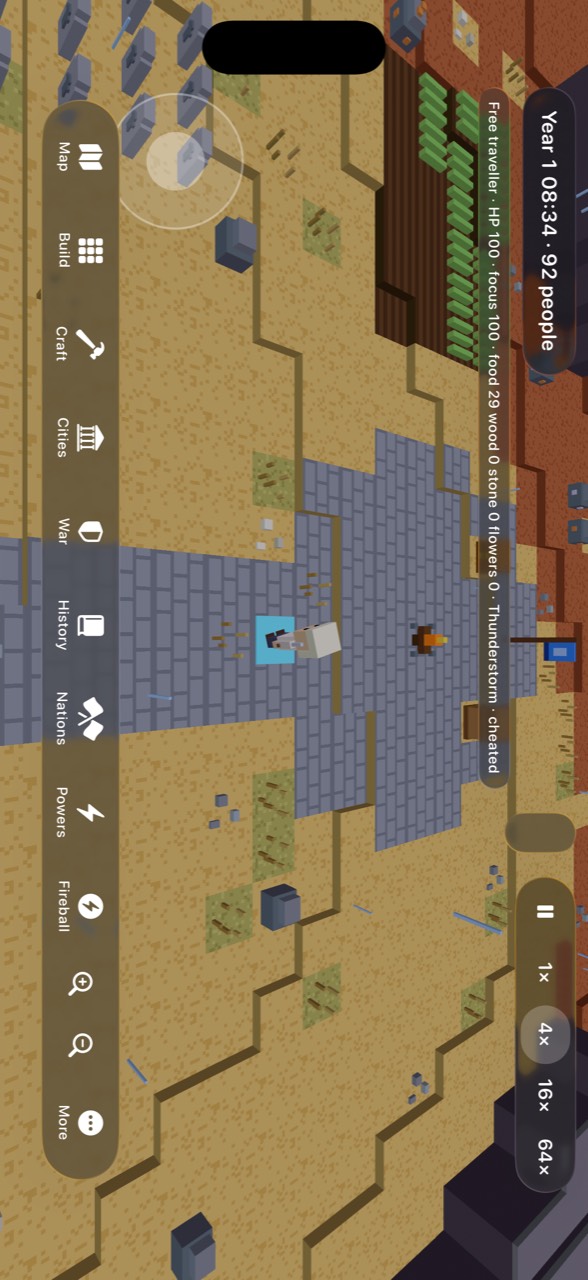 Year 1 08:34 · 92 people
Free traveller · HP 100 · focus 100 · food 29 wood 0 stone 0 flowers 0 · Thunderstorm · cheated
1×
4×
16×
64×
Map
Build
Craft
Cities
War
History
Nations
Powers
Fireball
More